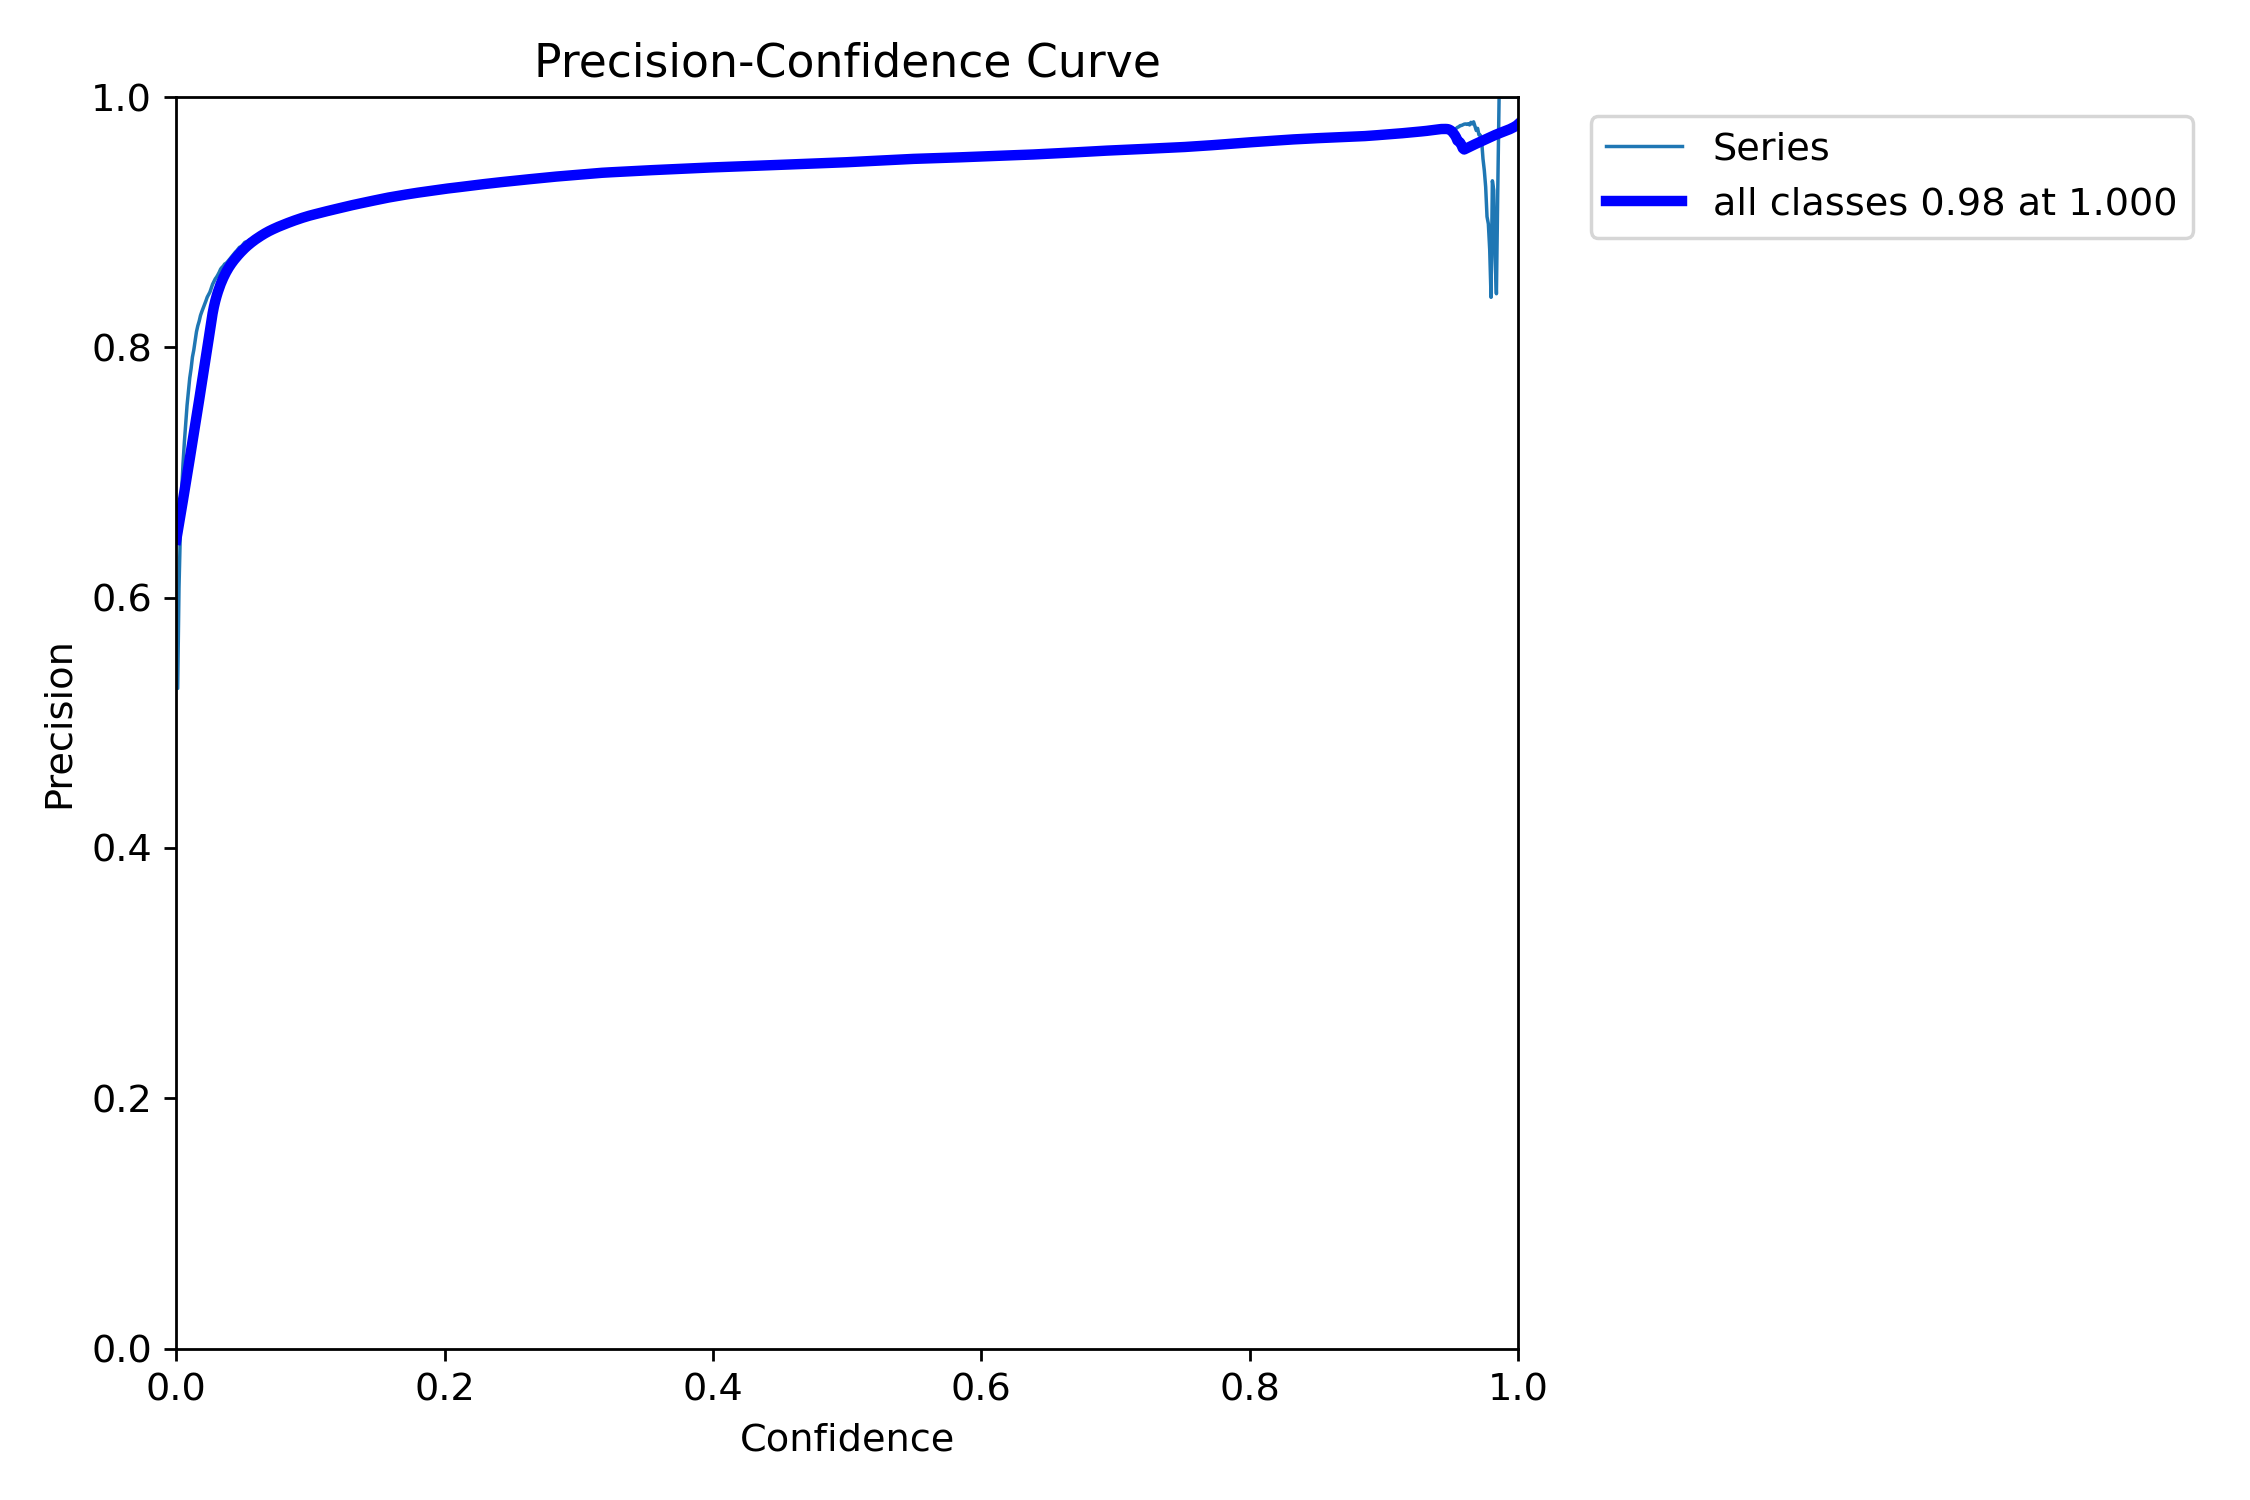 Precision-Confidence Curve
1.0
0.8
0.6
0.4
0.2
0.0
Precision
0.0 0.2 0.4 0.6 0.8 1.0
Confidence
Series
all classes 0.98 at 1.000